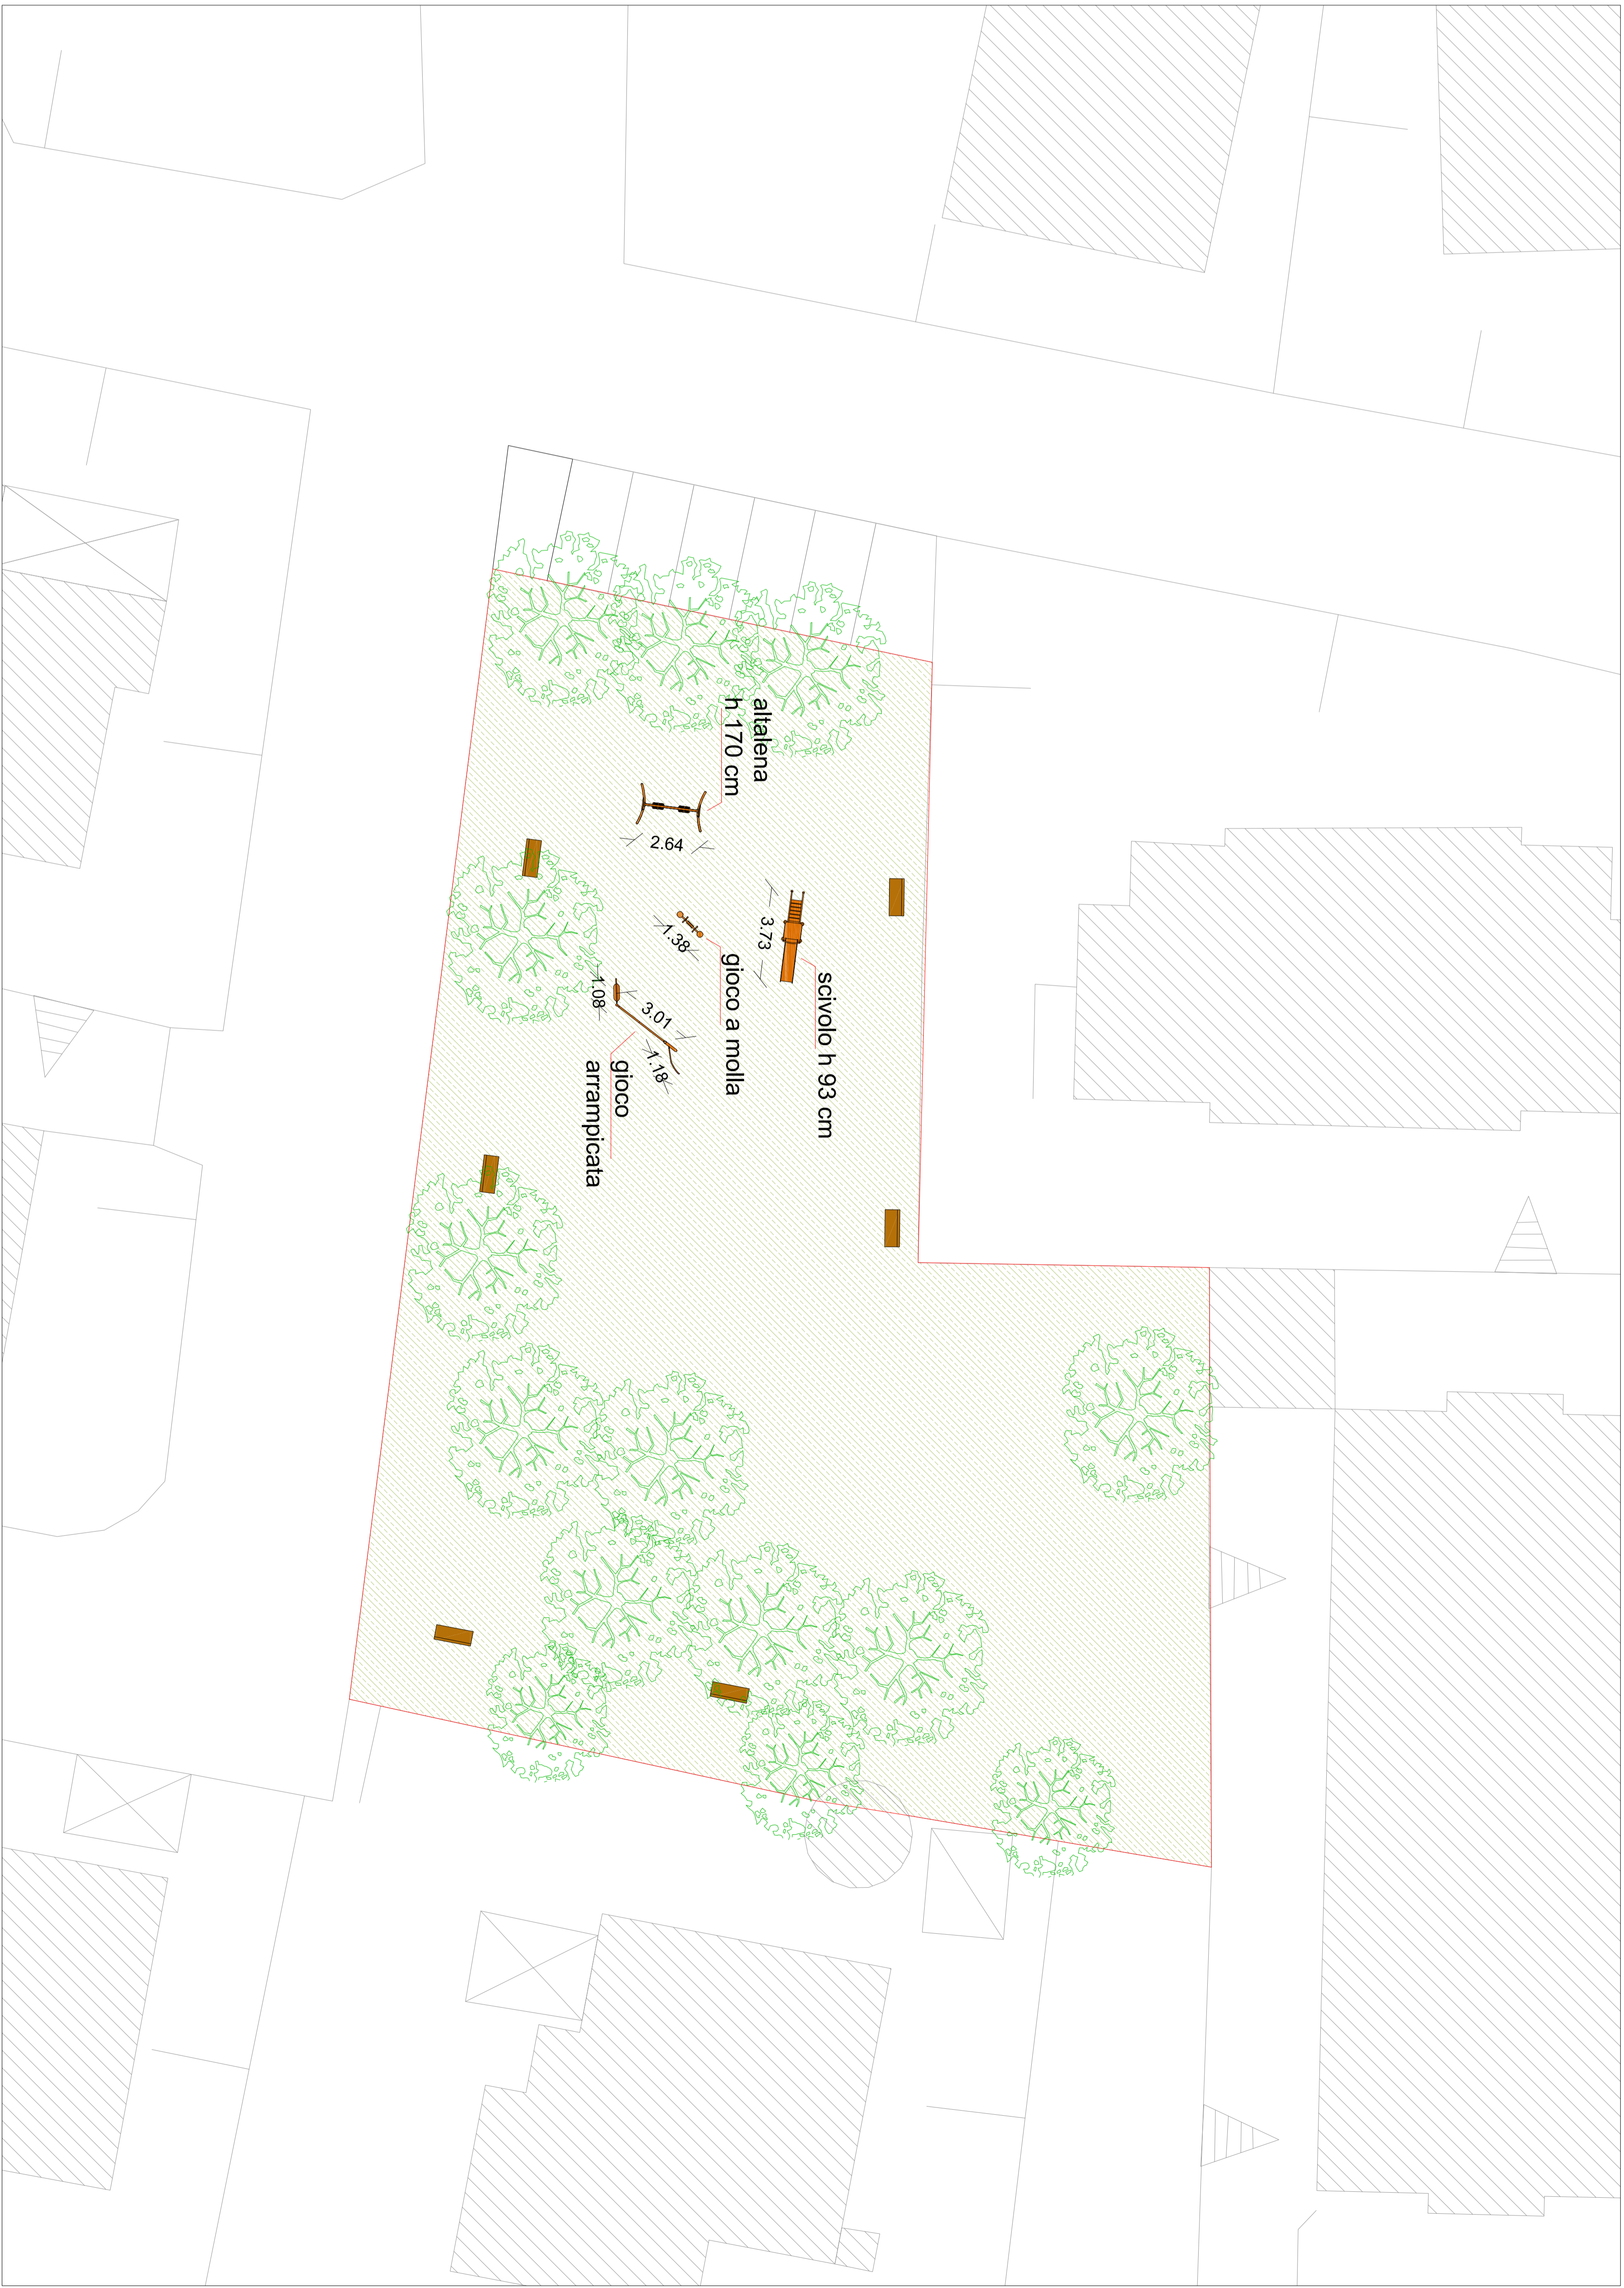 altalena
h 170 cm
2.64
3.73
scivolo h 93 cm
1.38
gioco a molla
1.08
3.01
1.18
gioco
arrampicata